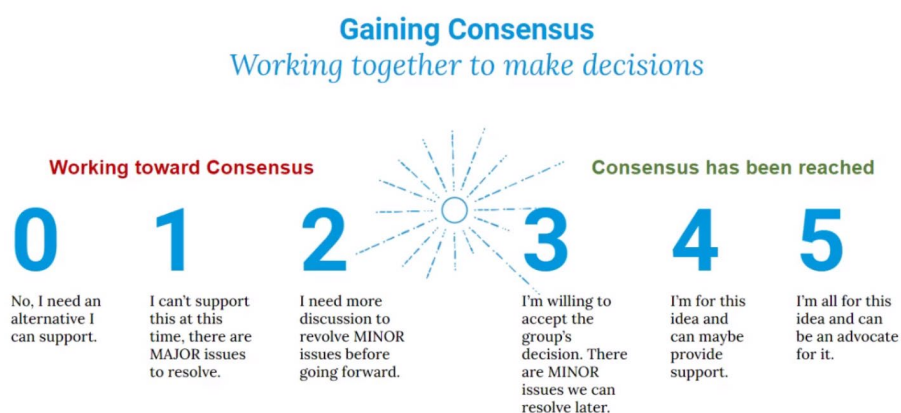 Gaining Consensus
Working together to make decisions
Working toward Consensus
Consensus has been reached
0
No, I need an
alternative I
can support.
1
I can't support
this at this
time, there are
MAJOR issues
to resolve.
2
I need more
discussion to
revolve MINOR
issues before
going forward.
3
I'm willing to
accept the
group's
decision. There
are MINOR
issues we can
resolve later.
4
I'm for this
idea and
can maybe
provide
support.
5
I'm all for this
idea and can
be an advocate
for it.